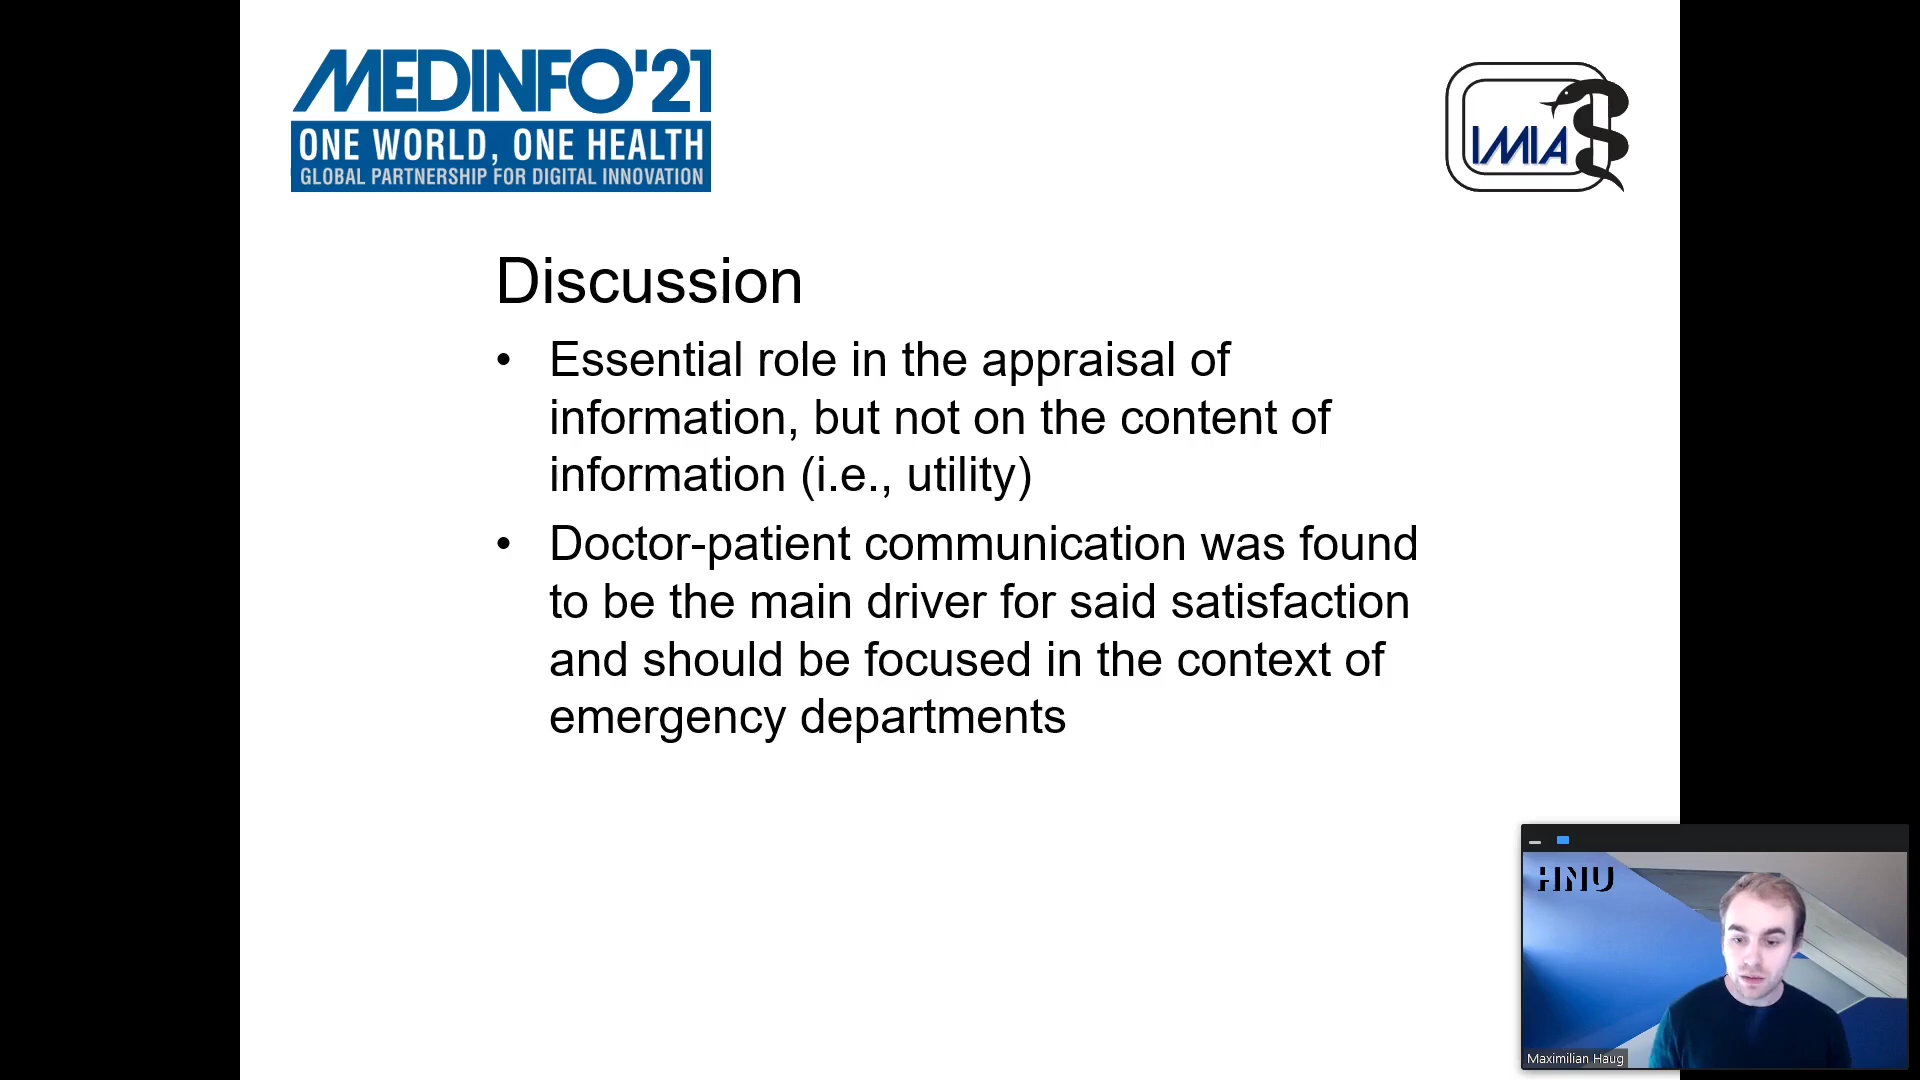 MEDINFO'21
ONE WORLD, ONE HEALTH
GLOBAL PARTNERSHIP FOR DIGITAL INNOVATION
IMIA
Discussion
• Essential role in the appraisal of
information, but not on the content of
information (i.e., utility)
• Doctor-patient communication was found
to be the main driver for said satisfaction
and should be focused in the context of
emergency departments
HNU
Maximilian Haug